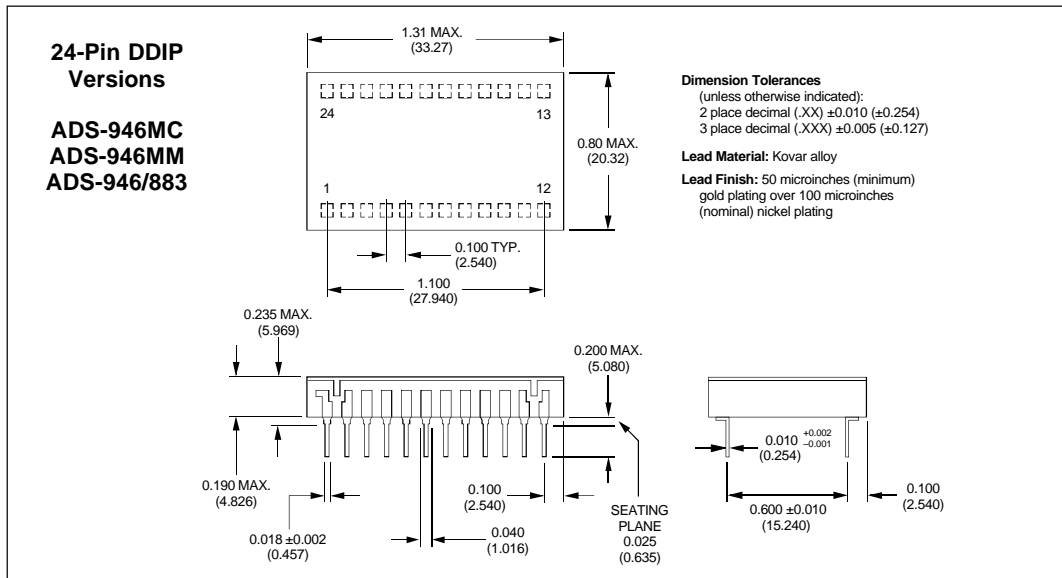 24-Pin DDIP
Versions
ADS-946MC
ADS-946MM
ADS-946/883
1.31 MAX.
(33.27)
24
13
1
12
0.80 MAX.
(20.32)
0.100 TYP.
(2.540)
1.100
(27.940)
Dimension Tolerances
(unless otherwise indicated):
2 place decimal (.XX) ±0.010 (±0.254)
3 place decimal (.XXX) ±0.005 (±0.127)
Lead Material: Kovar alloy
Lead Finish: 50 microinches (minimum)
gold plating over 100 microinches
(nominal) nickel plating
0.235 MAX.
(5.969)
0.200 MAX.
(5.080)
0.190 MAX.
(4.826)
0.100
(2.540)
0.018 ±0.002
(0.457)
0.040
(1.016)
SEATING
PLANE
0.025
(0.635)
0.010 +0.002
–0.001
(0.254)
0.600 ±0.010
(15.240)
0.100
(2.540)